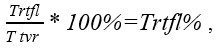 Trtfl / T tvr * 100%=Trtfl% ,